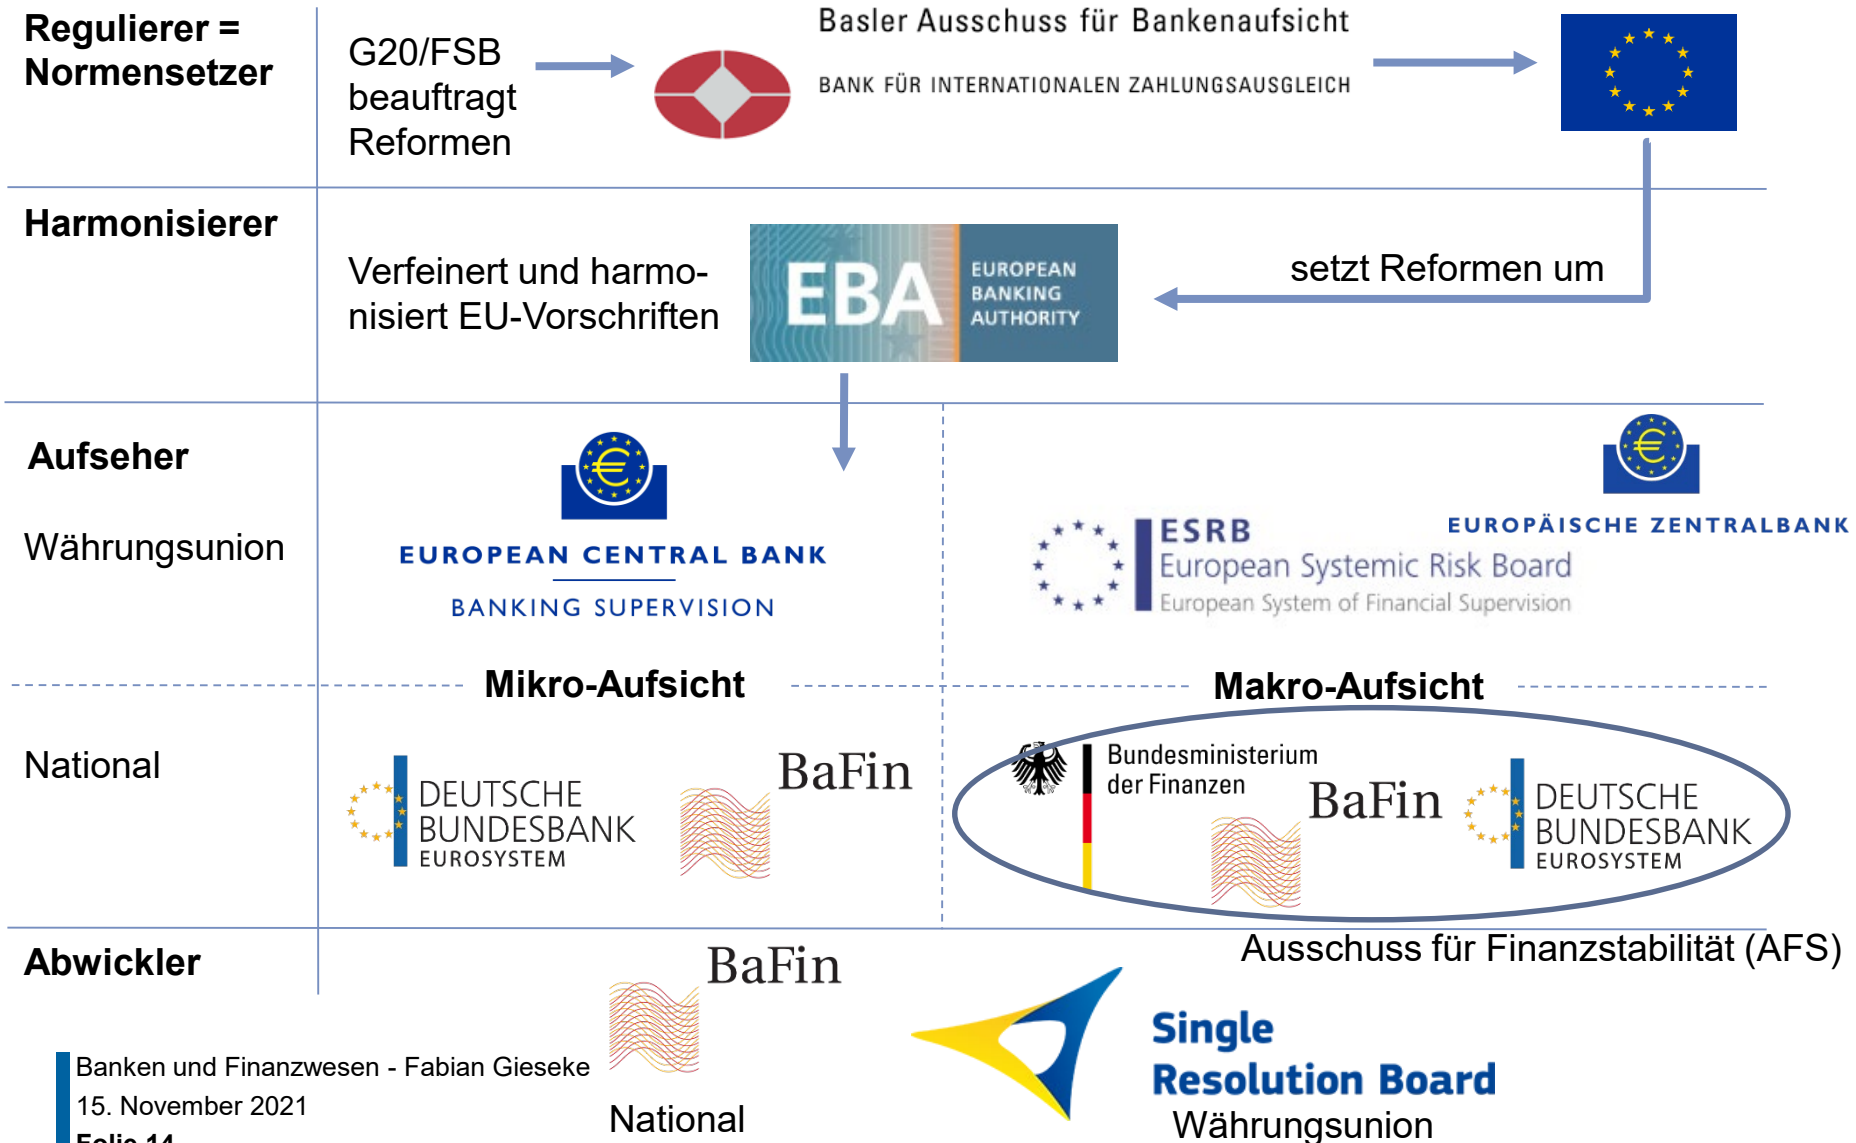 Regulierer =
Normensetzer
G20/FSB
beauftragt
Reformen
Basler Ausschuss für Bankenaufsicht
BANK FÜR INTERNATIONALEN ZAHLUNGSAUSGLEICH
Harmonisierer
Verfeinert und harmo-
nisiert EU-Vorschriften
EBA
EUROPEAN
BANKING
AUTHORITY
setzt Reformen um
Aufseher
Währungsunion
€
EUROPEAN CENTRAL BANK
BANKING SUPERVISION
€
EUROPÄISCHE ZENTRALBANK
ESRB
European Systemic Risk Board
European System of Financial Supervision
Mikro-Aufsicht
Makro-Aufsicht
National
DEUTSCHE
BUNDESBANK
EUROSYSTEM
BaFin
Bundesministerium
der Finanzen
BaFin
DEUTSCHE
BUNDESBANK
EUROSYSTEM
Ausschuss für Finanzstabilität (AFS)
Abwickler
BaFin
National
Single
Resolution Board
Währungsunion
Banken und Finanzwesen - Fabian Gieseke
15. November 2021
Folie 14